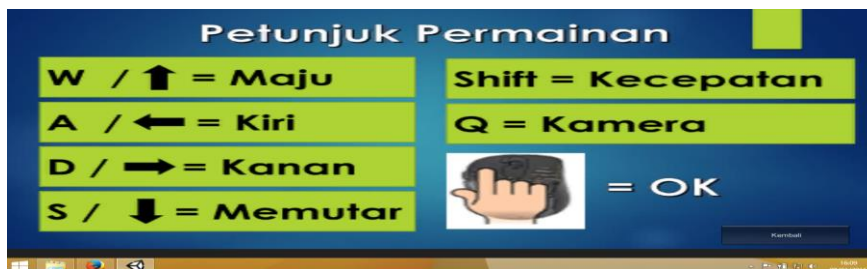 Petunjuk Permainan
W / ↑ = Maju
A / ← = Kiri
D / → = Kanan
S / ↓ = Memutar
Shift = Kecepatan
Q = Kamera
= OK
Kembali